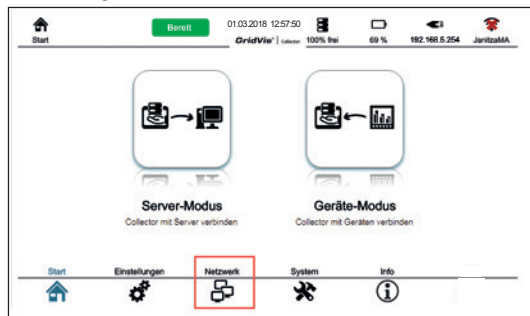 Start
Bereit
01.03.2018 12:57:50
GridVis® | Collector
100% frei
69 %
192.168.5.254
JanitzaMA
Server-Modus
Collector mit Server verbinden
Geräte-Modus
Collector mit Geräten verbinden
Start
Einstellungen
Netzwerk
System
Info